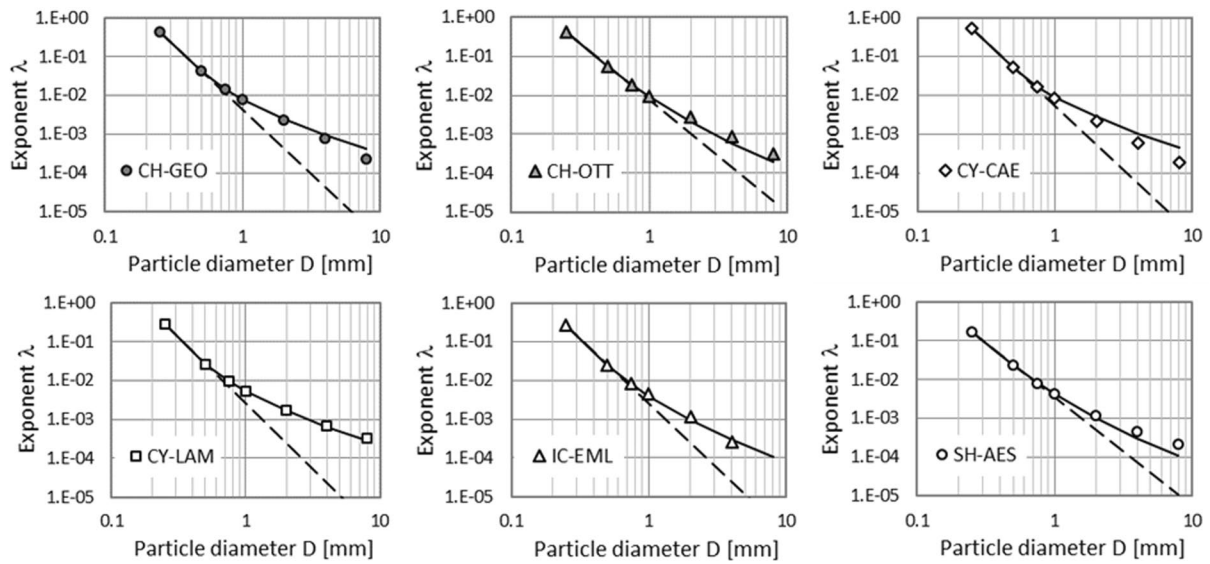 1.E+00
1.E-01
1.E-02
1.E-03
1.E-04
1.E-05
Exponent λ
CH-GEO
0.1 1 10
Particle diameter D [mm]
1.E+00
1.E-01
1.E-02
1.E-03
1.E-04
1.E-05
Exponent λ
CH-OTT
0.1 1 10
Particle diameter D [mm]
1.E+00
1.E-01
1.E-02
1.E-03
1.E-04
1.E-05
Exponent λ
CY-CAE
0.1 1 10
Particle diameter D [mm]
1.E+00
1.E-01
1.E-02
1.E-03
1.E-04
1.E-05
Exponent λ
CY-LAM
0.1 1 10
Particle diameter D [mm]
1.E+00
1.E-01
1.E-02
1.E-03
1.E-04
1.E-05
Exponent λ
IC-EML
0.1 1 10
Particle diameter D [mm]
1.E+00
1.E-01
1.E-02
1.E-03
1.E-04
1.E-05
Exponent λ
SH-AES
0.1 1 10
Particle diameter D [mm]